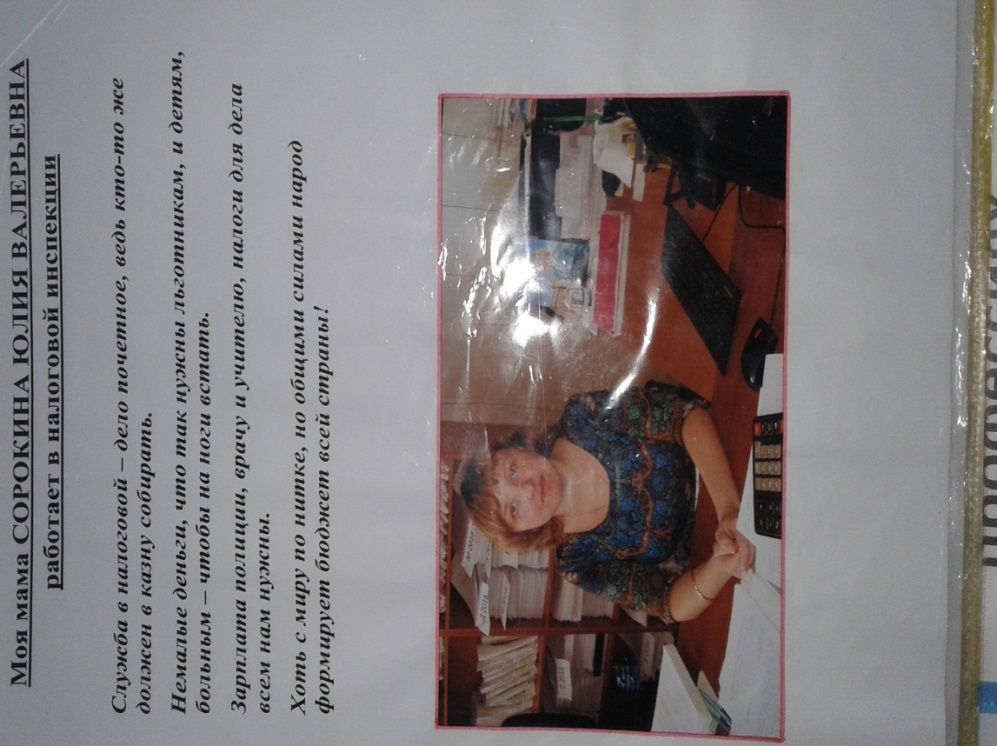 Моя мама СОРОКИНА ЮЛИЯ ВАЛЕРЬЕВНА
работает в налоговой инспекции
Служба в налоговой – дело почетное, ведь кто-то же
должен в казну собирать.
Немалые деньги, что так нужны льготникам, и детям,
больным – чтобы на ноги встать.
Зарплата полиции, врачу и учителю, налоги для дела
всем нам нужны.
Хоть с миру по нитке, но общими силами народ
формирует бюджет всей страны!